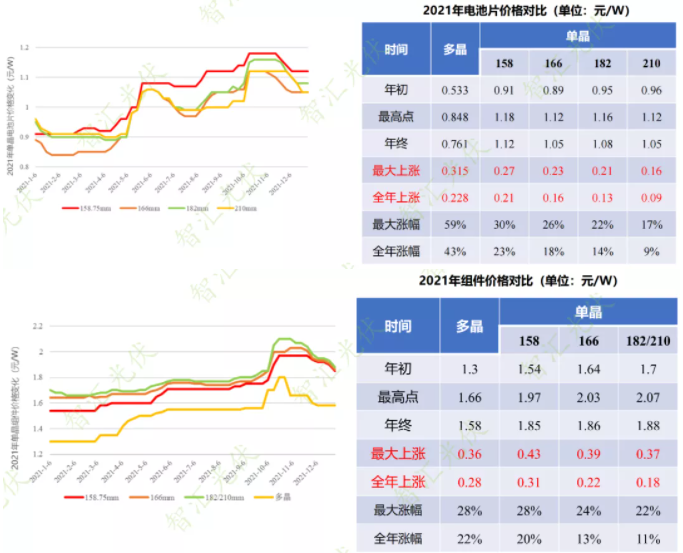 2021年电池片价格对比（单位：元/W）
2021年单晶电池片价格变化（元/W）
1.2
1.1
1
0.9
0.8
2021-1-6
2021-2-6
2021-3-6
2021-4-6
2021-5-6
2021-6-6
2021-7-6
2021-8-6
2021-9-6
2021-10-6
2021-11-6
2021-12-6
158.75mm 166mm 182mm 210mm
时间 多晶 单晶
158 166 182 210
年初 0.533 0.91 0.89 0.95 0.96
最高点 0.848 1.18 1.12 1.16 1.12
年终 0.761 1.12 1.05 1.08 1.05
最大上涨 0.315 0.27 0.23 0.21 0.16
全年上涨 0.228 0.21 0.16 0.13 0.09
最大涨幅 59% 30% 26% 22% 17%
全年涨幅 43% 23% 18% 14% 9%
2021年组件价格对比（单位：元/W）
2021年单晶组件价格变化（元/W）
2.2
2
1.8
1.6
1.4
1.2
2021-1-6
2021-2-6
2021-3-6
2021-4-6
2021-5-6
2021-6-6
2021-7-6
2021-8-6
2021-9-6
2021-10-6
2021-11-6
2021-12-6
158.75mm 166mm 182/210mm 多晶
时间 多晶 单晶
158 166 182/210
年初 1.3 1.54 1.64 1.7
最高点 1.66 1.97 2.03 2.07
年终 1.58 1.85 1.86 1.88
最大上涨 0.36 0.43 0.39 0.37
全年上涨 0.28 0.31 0.22 0.18
最大涨幅 28% 28% 24% 22%
全年涨幅 22% 20% 13% 11%
智汇光伏